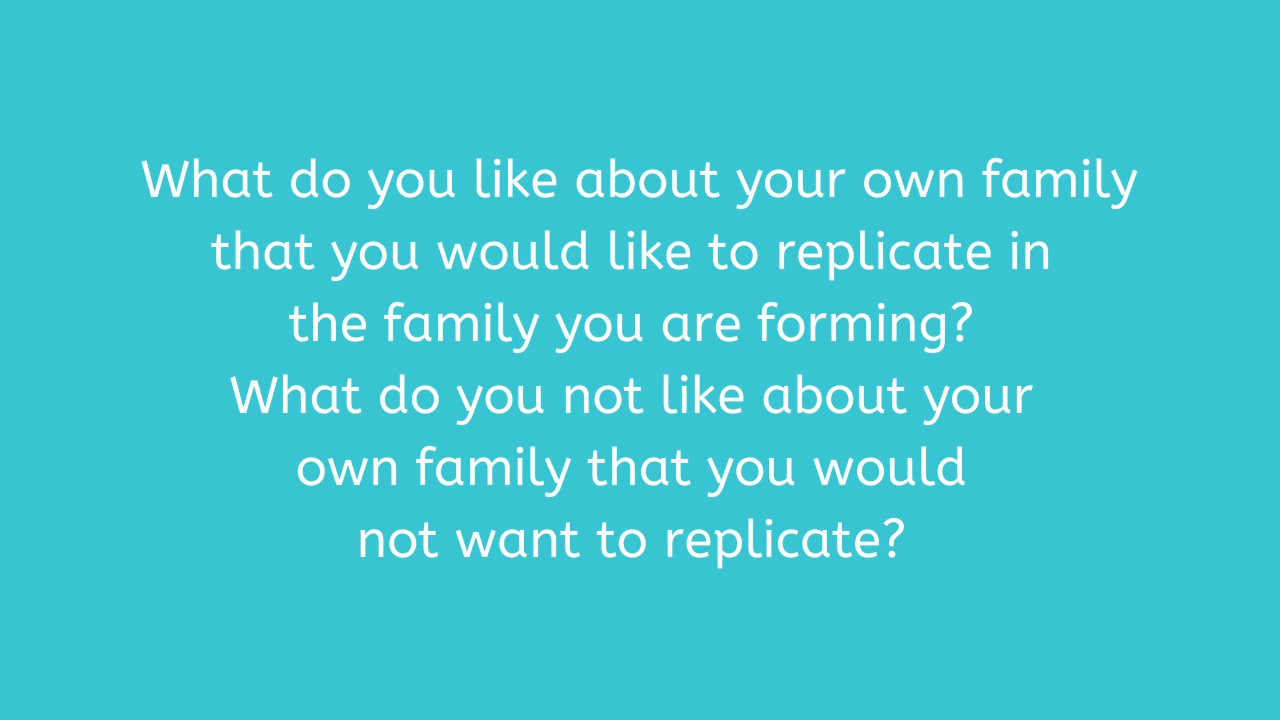 What do you like about your own family
that you would like to replicate in
the family you are forming?
What do you not like about your
own family that you would
not want to replicate?